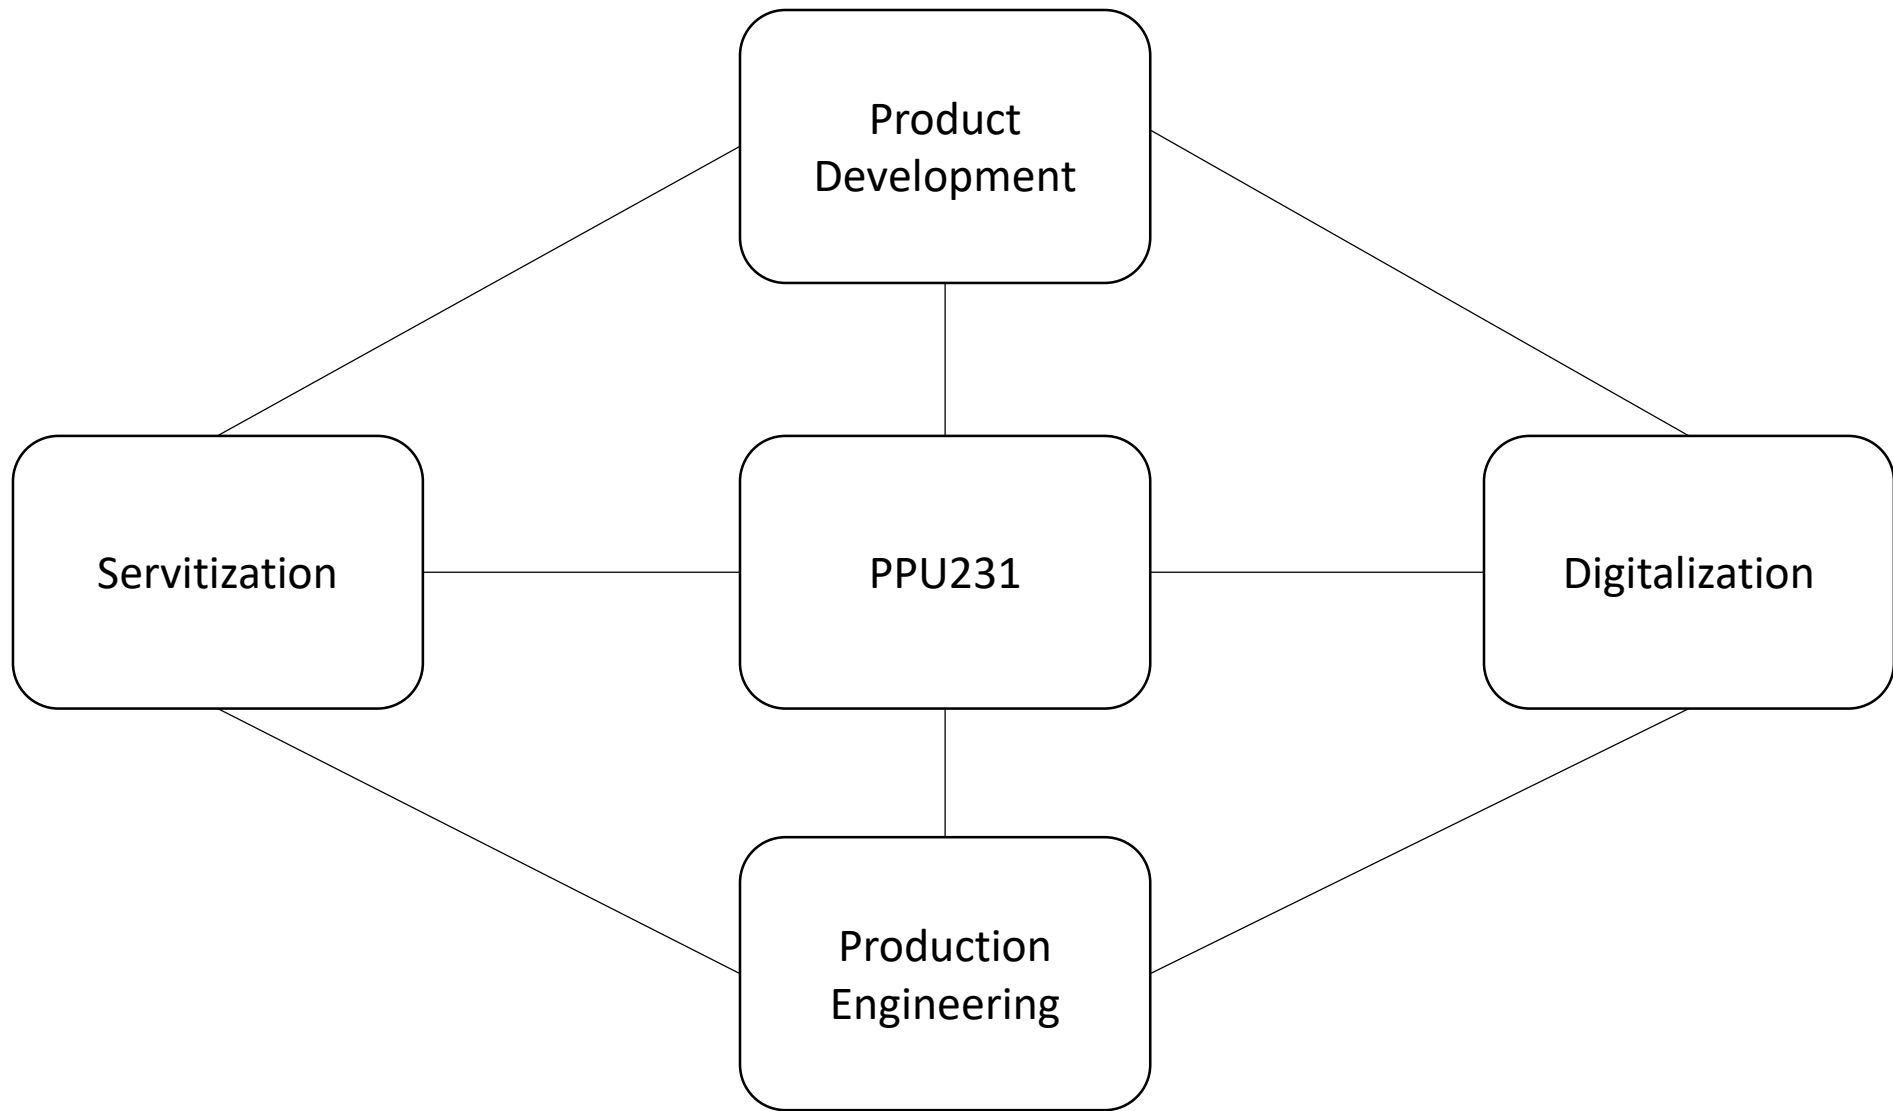 Product
Development
Servitization
PPU231
Digitalization
Production
Engineering